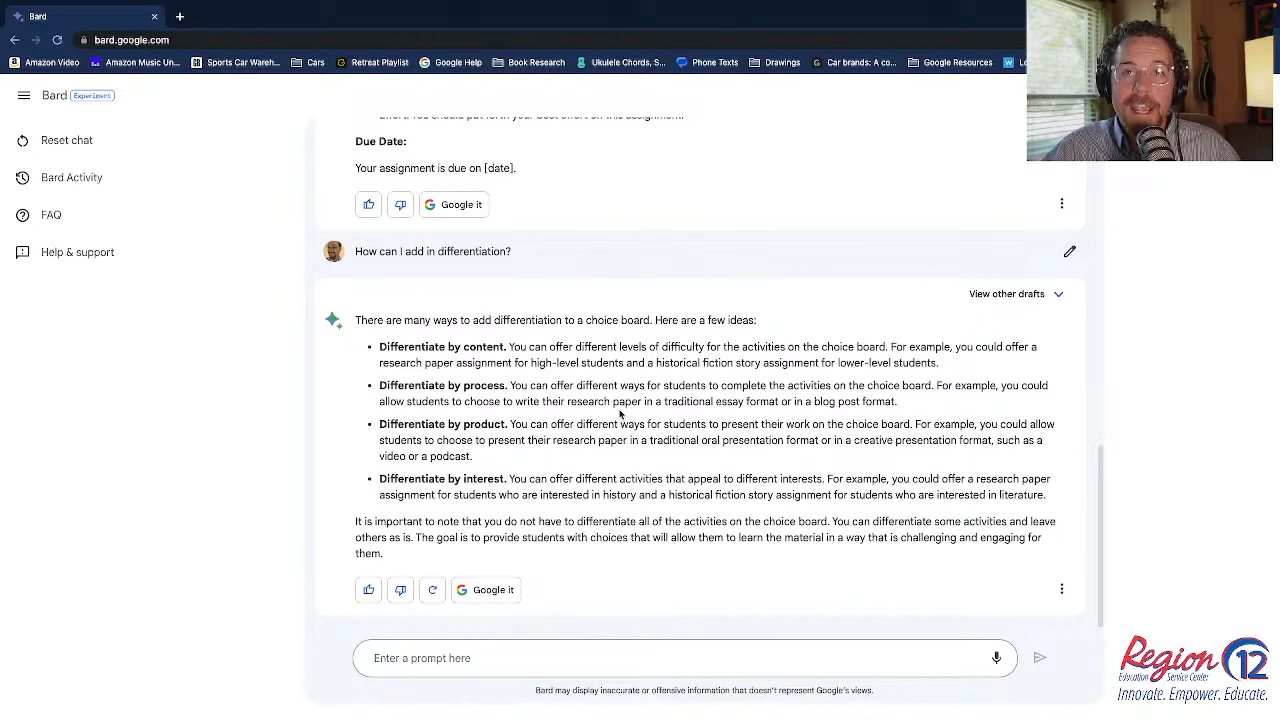 Bard
bard.google.com
Amazon Video
Amazon Music Un...
Sports Car Wareh...
Cars
Retreat Playlist
Google Help
Book Research
Ukulele Chords, S...
Phone Texts
Drawings
Car brands: A co...
Google Resources
Lo
Bard Experiment
Reset chat
Bard Activity
FAQ
Help & support
Effort: You should put forth your best effort on this assignment.
Due Date:
Your assignment is due on [date].
Google it
How can I add in differentiation?
View other drafts
There are many ways to add differentiation to a choice board. Here are a few ideas:
• Differentiate by content. You can offer different levels of difficulty for the activities on the choice board. For example, you could offer a
research paper assignment for high-level students and a historical fiction story assignment for lower-level students.
• Differentiate by process. You can offer different ways for students to complete the activities on the choice board. For example, you could
allow students to choose to write their research paper in a traditional essay format or in a blog post format.
• Differentiate by product. You can offer different ways for students to present their work on the choice board. For example, you could allow
students to choose to present their research paper in a traditional oral presentation format or in a creative presentation format, such as a
video or a podcast.
• Differentiate by interest. You can offer different activities that appeal to different interests. For example, you could offer a research paper
assignment for students who are interested in history and a historical fiction story assignment for students who are interested in literature.
It is important to note that you do not have to differentiate all of the activities on the choice board. You can differentiate some activities and leave
others as is. The goal is to provide students with choices that will allow them to learn the material in a way that is challenging and engaging for
them.
Google it
Enter a prompt here
Bard may display inaccurate or offensive information that doesn't represent Google's views.
Region 12
Education Service Center
Innovate. Empower. Educate.